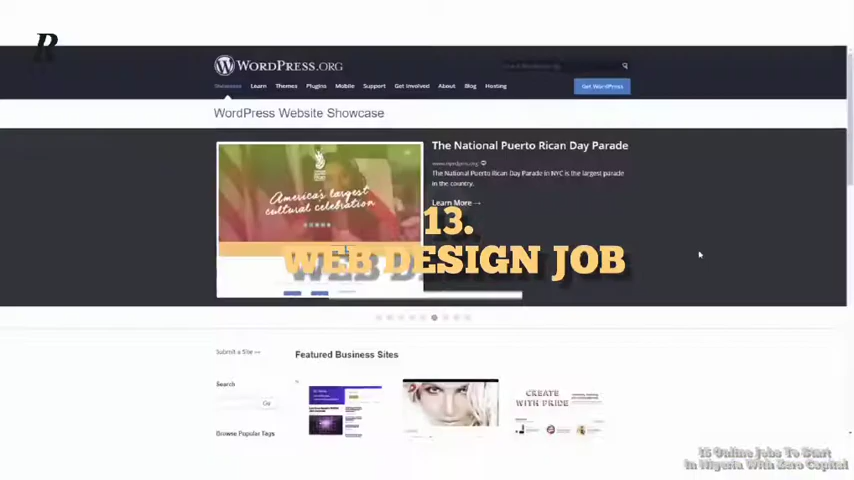 R
WORDPRESS.ORG
Showcase Learn Themes Plugins Mobile Support Get Involved About Blog Hosting
Get WordPress
WordPress Website Showcase
The National Puerto Rican Day Parade
www.nprdpinc.org
The National Puerto Rican Day Parade in NYC is the largest parade
in the country.
America's largest
cultural celebration
Learn More →
13.
WEB DESIGN JOB
Submit a Site →
Featured Business Sites
Search
Go
CREATE
WITH PRIDE
Browse Popular Tags
15 Online Jobs To Start
In Nigeria With Zero Capital